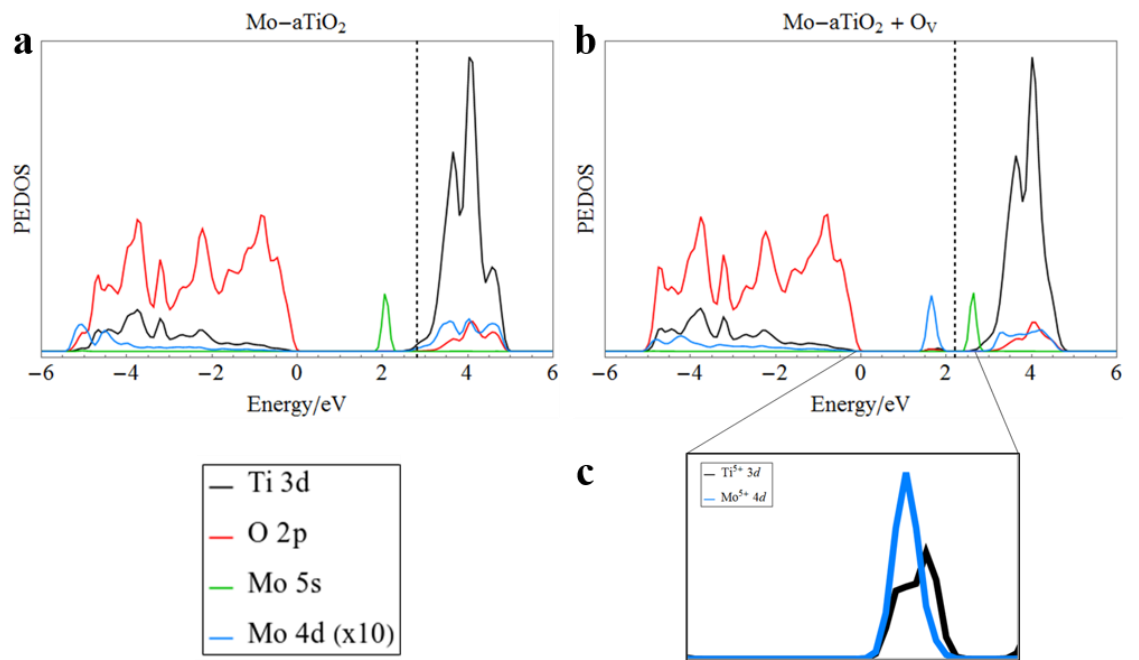 a
Mo−aTiO2
PEDOS
−6 −4 −2 0 2 4 6
Energy/eV
b
Mo−aTiO2 + OV
PEDOS
−6 −4 −2 0 2 4 6
Energy/eV
Ti 3d
O 2p
Mo 5s
Mo 4d (x10)
c
Ti5+ 3d
Mo5+ 4d